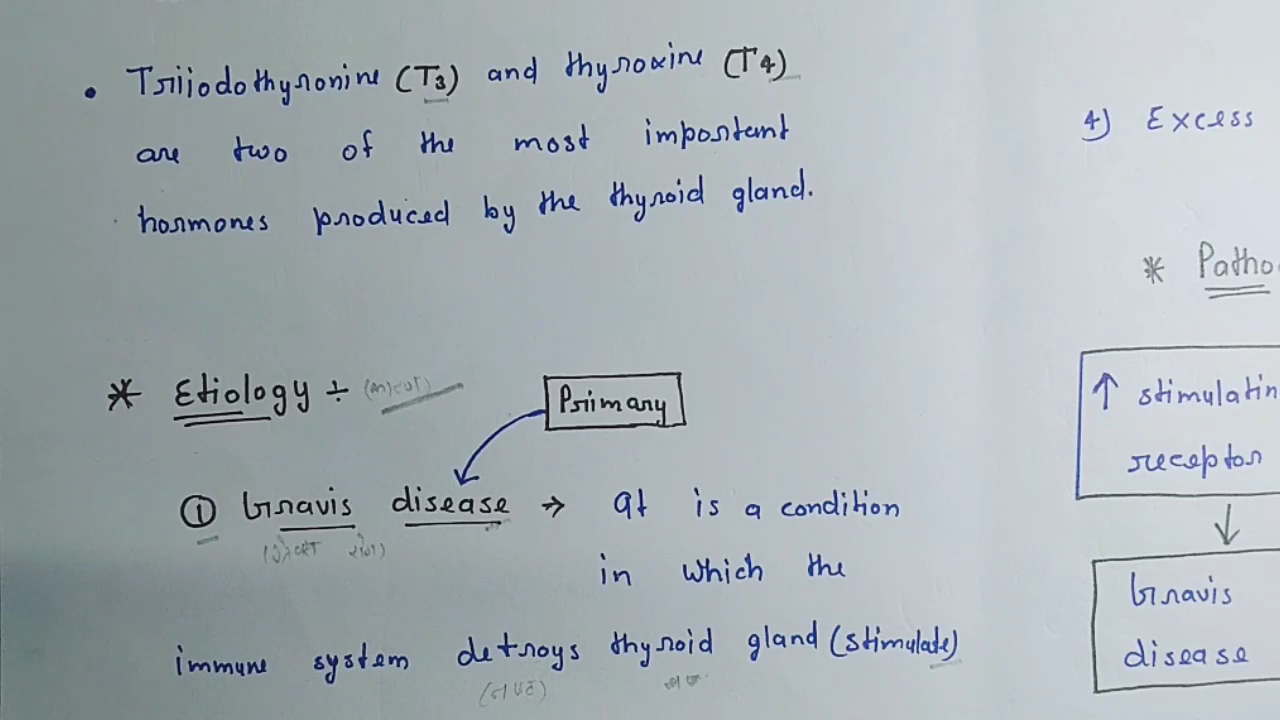 • Triiodothyronine (T3) and thyroxine (T4)
are two of the most important
hormones produced by the thyroid gland.
* Etiology ÷
Primary
① Gravis disease → It is a condition
in which the
immune system detroys thyroid gland (stimulate)
4) Excess
* Patho
↑ stimulatin
receptor
↓
Gravis
disease